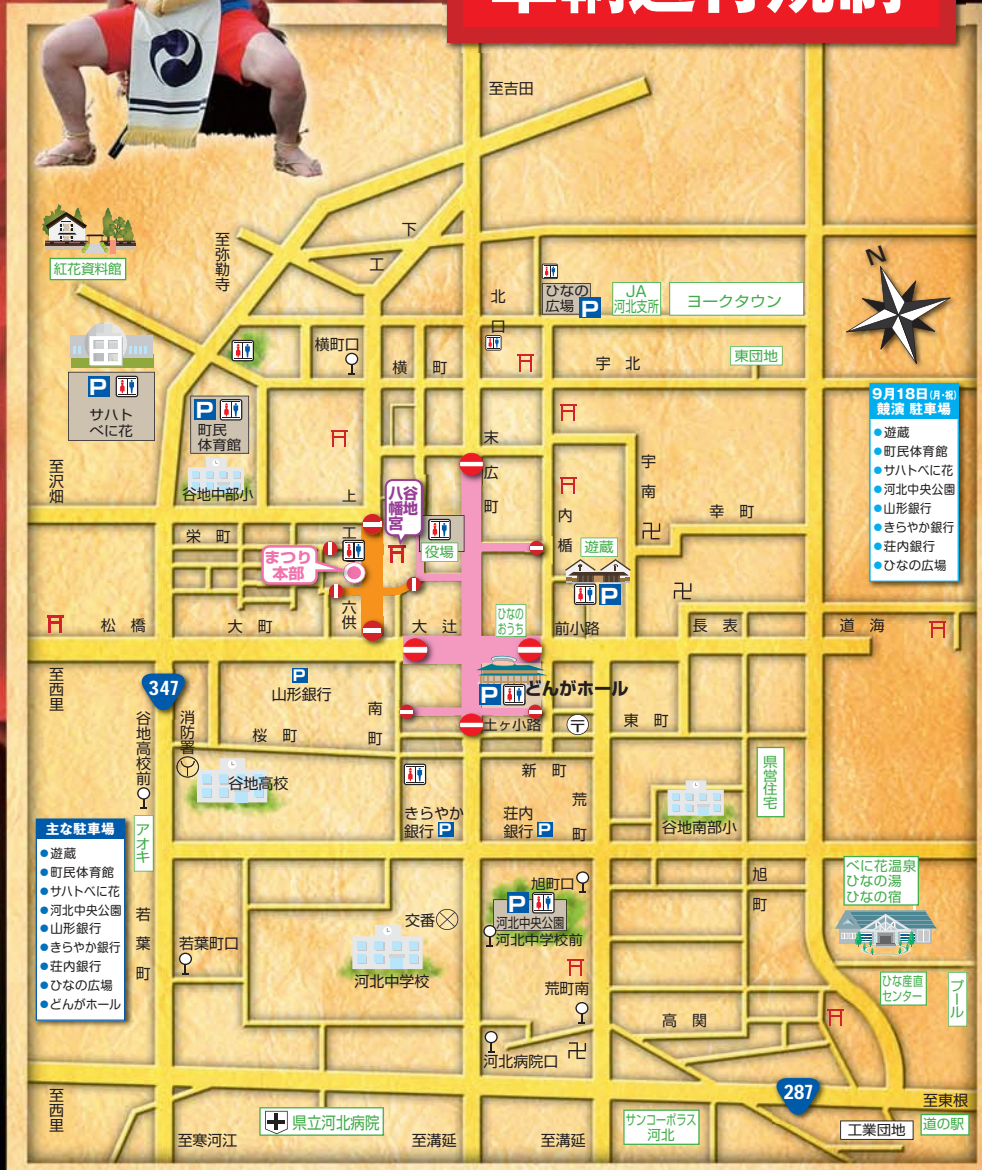 車輌通行規制
至吉田
下
至弥勒寺
工
紅花資料館
N
北
口
ひなの
広場
P
JA
河北支所
ヨークタウン
横町口
横 町
宇 北
東団地
P
サハト
べに花
P
町民
体育館
9月18日(月・祝)
競演 駐車場
●遊蔵
●町民体育館
●サハトべに花
●河北中央公園
●山形銀行
●きらやか銀行
●荘内銀行
●ひなの広場
末
広
町
至沢畑
谷地中部小
上
工
谷地
八幡宮
宇
南
内
楯
幸 町
卍
栄 町
役場
遊蔵
P
まつり
本部
卍
六供
松 橋
大 町
大 辻
ひなの
おうち
前小路
長 表
道 海
至西里
347
P
山形銀行
P
どんがホール
南
町
土ヶ小路
〒
東 町
谷地高校前
消防署
桜 町
谷地高校
新 町
荒
町
県営住宅
きらやか
銀行 P
荘内
銀行 P
谷地南部小
アオキ
主な駐車場
●遊蔵
●町民体育館
●サハトべに花
●河北中央公園
●山形銀行
●きらやか銀行
●荘内銀行
●ひなの広場
●どんがホール
旭町口
旭
町
べに花温泉
ひなの湯
ひなの宿
P
河北中央公園
河北中学校前
交番
若
葉
町
若葉町口
河北中学校
荒町南
ひな産直
センター
プール
高 関
河北病院口
卍
287
至西里
至東根
県立河北病院
サンコーポラス
河北
工業団地
道の駅
至寒河江
至溝延
至溝延